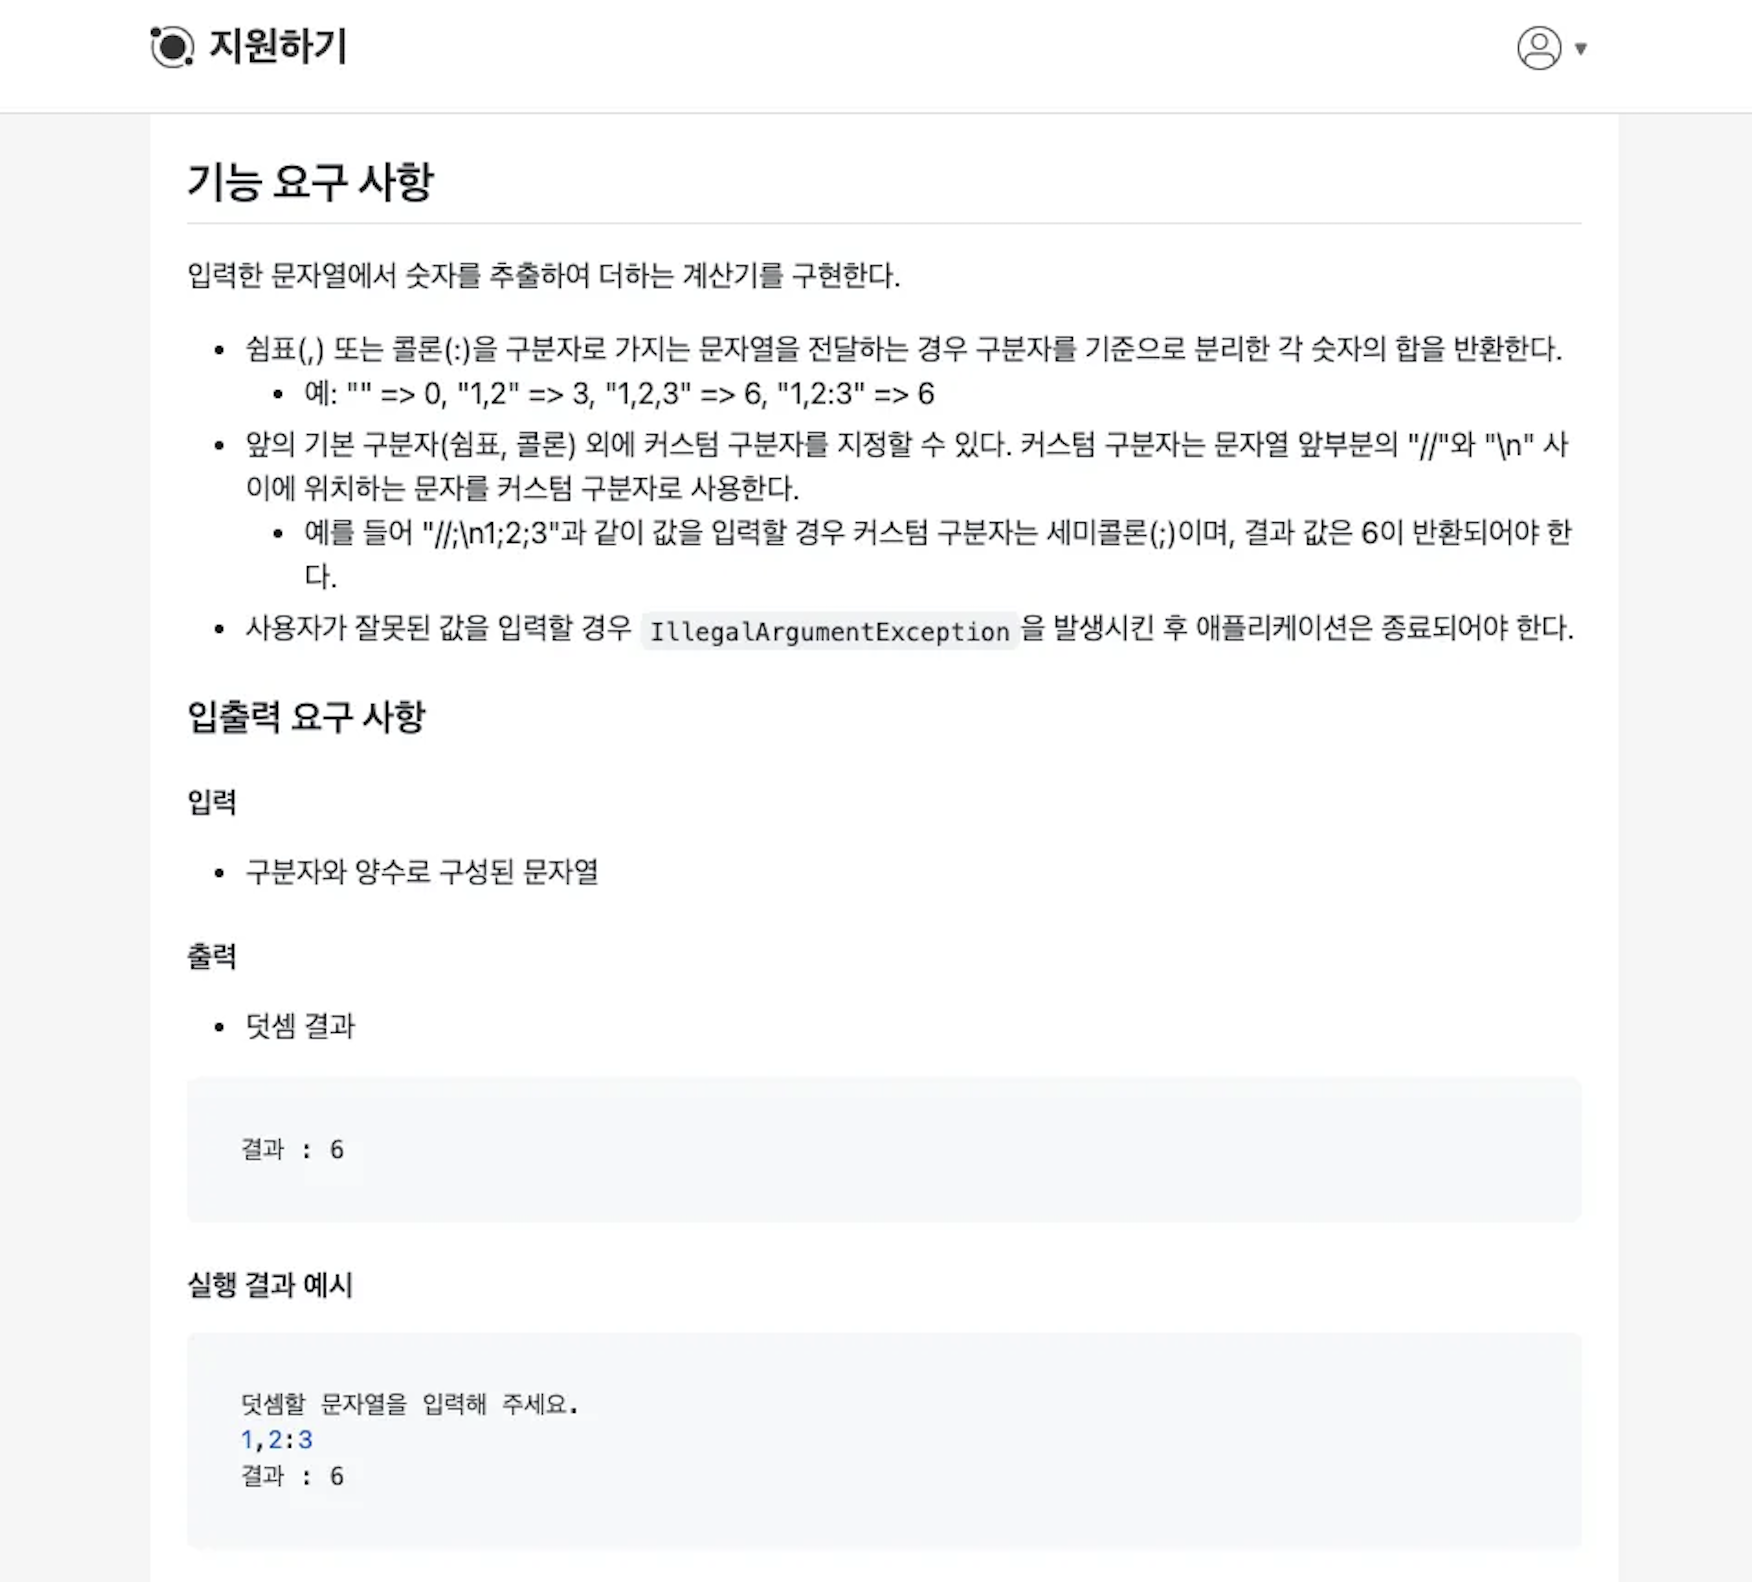 지원하기
기능 요구 사항
입력한 문자열에서 숫자를 추출하여 더하는 계산기를 구현한다.
쉼표(,) 또는 콜론(:)을 구분자로 가지는 문자열을 전달하는 경우 구분자를 기준으로 분리한 각 숫자의 합을 반환한다.
예: "" => 0, "1,2" => 3, "1,2,3" => 6, "1,2:3" => 6
앞의 기본 구분자(쉼표, 콜론) 외에 커스텀 구분자를 지정할 수 있다. 커스텀 구분자는 문자열 앞부분의 "//"와 "\n" 사
이에 위치하는 문자를 커스텀 구분자로 사용한다.
예를 들어 "//;\n1;2;3"과 같이 값을 입력할 경우 커스텀 구분자는 세미콜론(;)이며, 결과 값은 6이 반환되어야 한
다.
사용자가 잘못된 값을 입력할 경우 IllegalArgumentException을 발생시킨 후 애플리케이션은 종료되어야 한다.
입출력 요구 사항
입력
구분자와 양수로 구성된 문자열
출력
덧셈 결과
결과 : 6
실행 결과 예시
덧셈할 문자열을 입력해 주세요.
1,2:3
결과 : 6